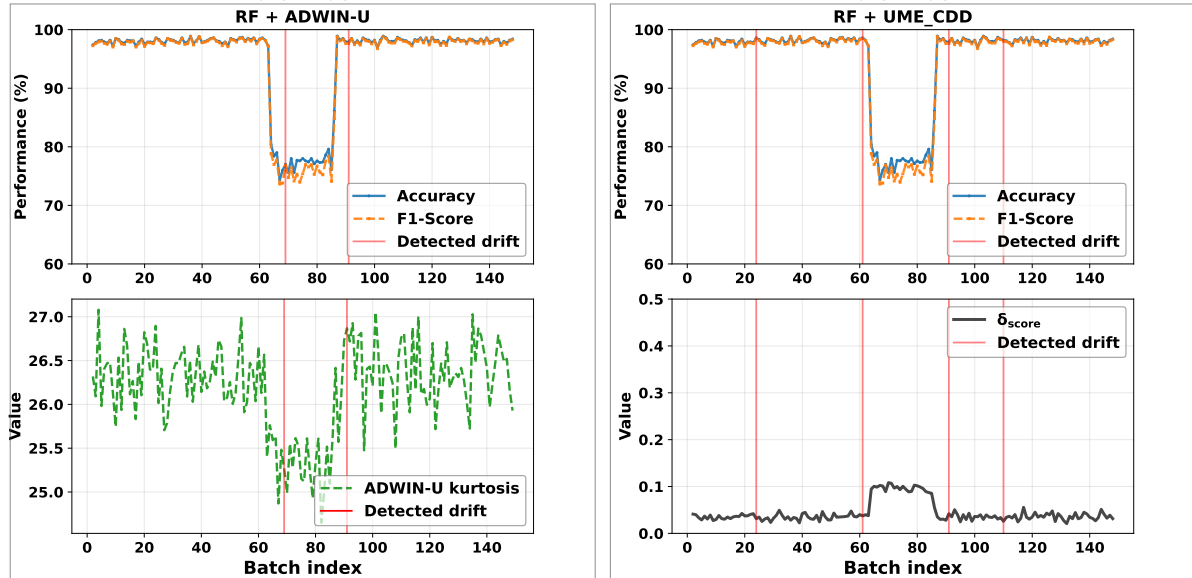 RF + ADWIN-U
Performance (%)
100
90
80
70
60
Accuracy
F1-Score
Detected drift
0 20 40 60 80 100 120 140
Value
27.0
26.5
26.0
25.5
25.0
ADWIN-U kurtosis
Detected drift
0 20 40 60 80 100 120 140
Batch index
RF + UME_CDD
Performance (%)
100
90
80
70
60
Accuracy
F1-Score
Detected drift
0 20 40 60 80 100 120 140
Value
0.5
0.4
0.3
0.2
0.1
0.0
δscore
Detected drift
0 20 40 60 80 100 120 140
Batch index